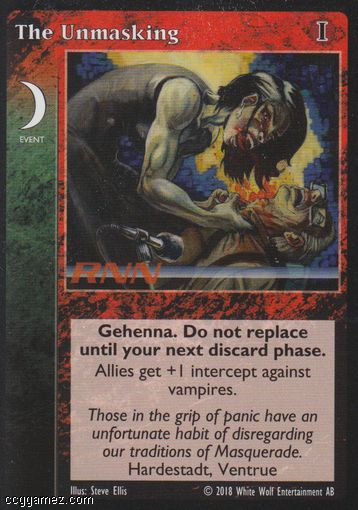 The Unmasking
I
EVENT
RNN
Gehenna. Do not replace
until your next discard phase.
Allies get +1 intercept against
vampires.
Those in the grip of panic have an
unfortunate habit of disregarding
our traditions of Masquerade.
Hardestadt, Ventrue
Illus: Steve Ellis © 2018 White Wolf Entertainment AB
ccggamez.com